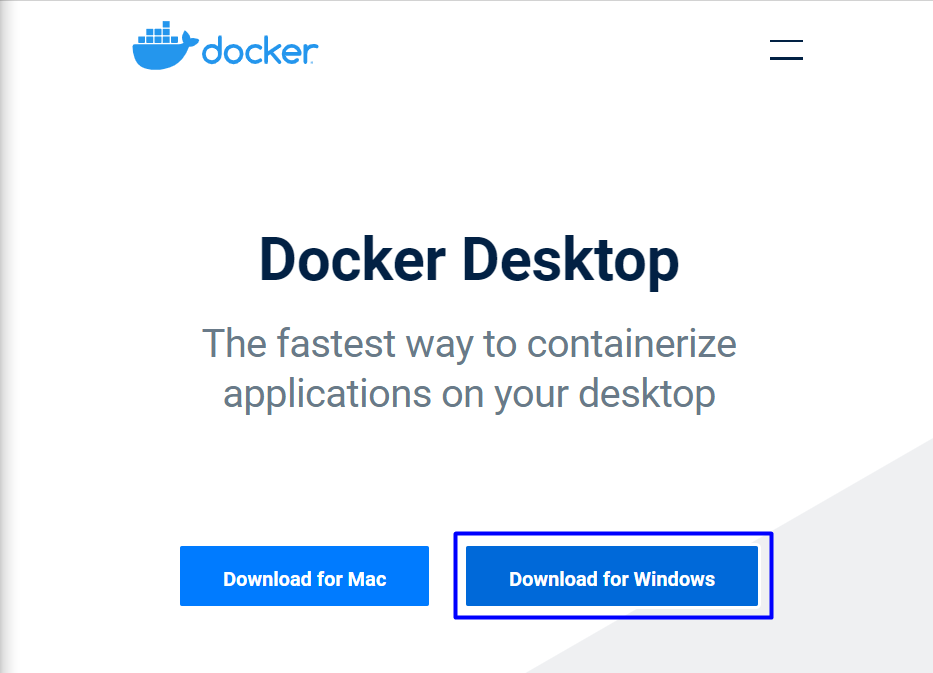 docker
Docker Desktop
The fastest way to containerize
applications on your desktop
Download for Mac
Download for Windows